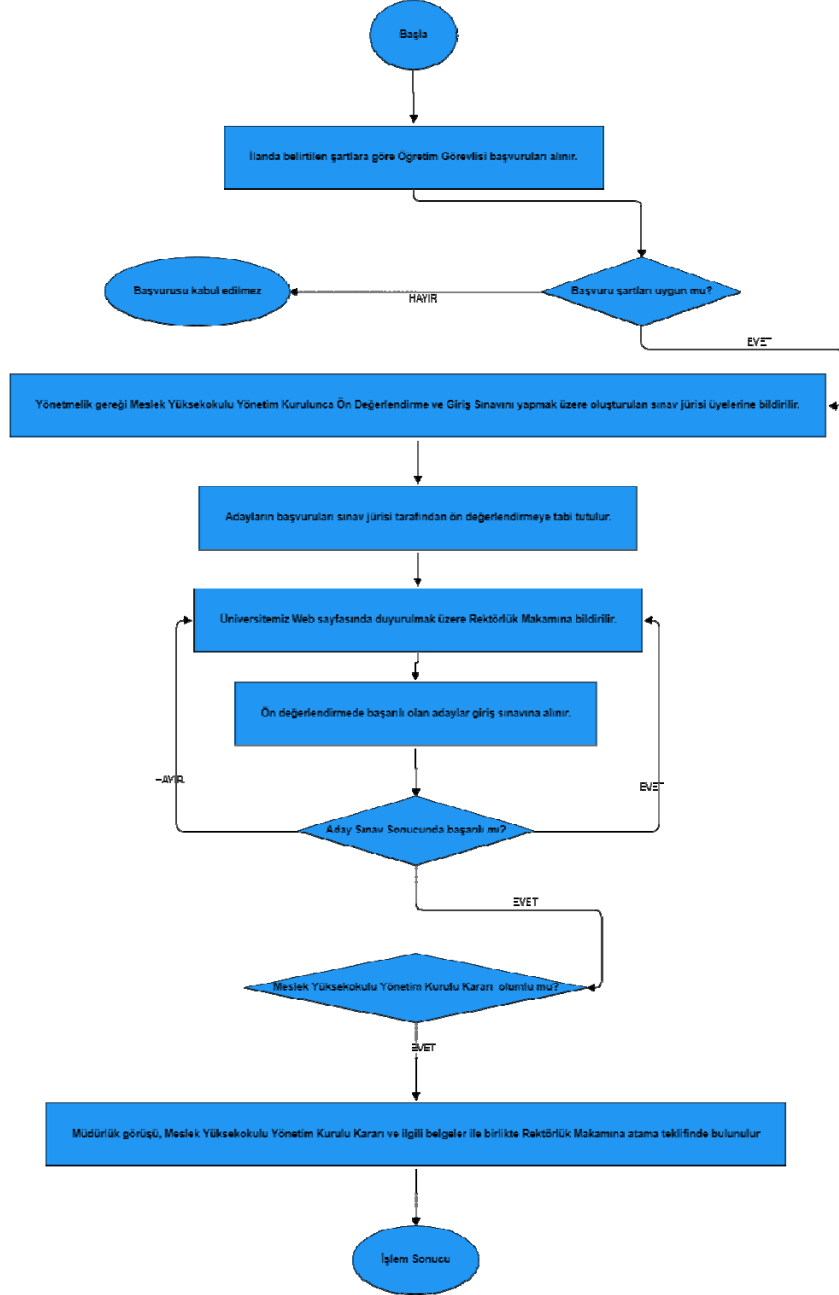 Başla
İlanda belirtilen şartlara göre Öğretim Görevlisi başvuruları alınır.
Başvuru şartları uygun mu?
Başvurusu kabul edilmez
HAYIR
EVET
Yönetmelik gereği Meslek Yüksekokulu Yönetim Kurulunca Ön Değerlendirme ve Giriş Sınavını yapmak üzere oluşturulan sınav jürisi üyelerine bildirilir.
Adayların başvuruları sınav jürisi tarafından ön değerlendirmeye tabi tutulur.
Üniversitemiz Web sayfasında duyurulmak üzere Rektörlük Makamına bildirilir.
Ön değerlendirmede başarılı olan adaylar giriş sınavına alınır.
HAYIR
EVET
Aday Sınav Sonucunda başarılı mı?
EVET
Meslek Yüksekokulu Yönetim Kurulu Kararı olumlu mu?
EVET
Müdürlük görüşü, Meslek Yüksekokulu Yönetim Kurulu Kararı ve ilgili belgeler ile birlikte Rektörlük Makamına atama teklifinde bulunulur
İşlem Sonucu